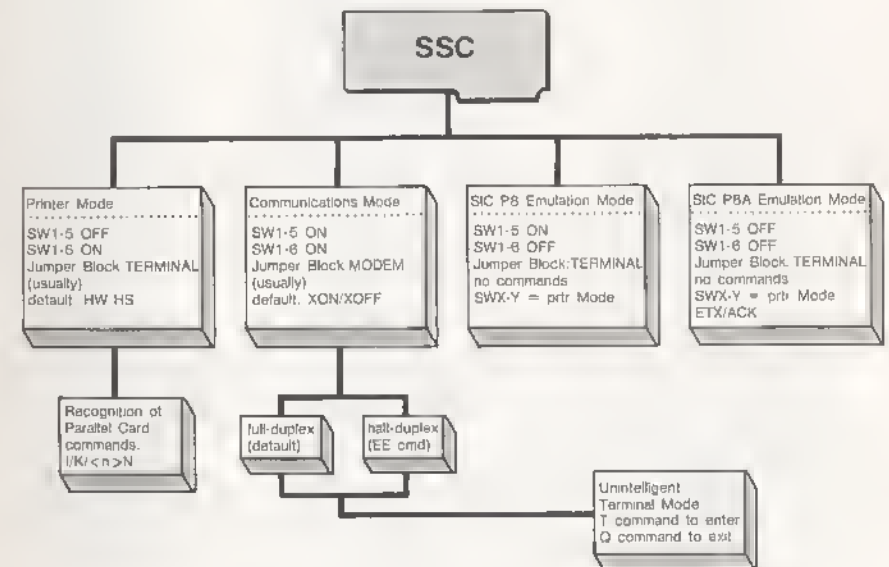 SSC
Printer Mode
SW1-5 OFF
SW1-6 ON
Jumper Block TERMINAL
(usually)
default HW HS
Communications Mode
SW1-5 ON
SW1-6 ON
Jumper Block MODEM
(usually)
default. XON/XOFF
SIC P8 Emulation Mode
SW1-5 ON
SW1-6 OFF
Jumper Block:TERMINAL
no commands
SWX-Y = prtr Mode
SIC P8A Emulation Mode
SW1-5 OFF
SW1-6 OFF
Jumper Block. TERMINAL
no commands
SWX-Y = prtr Mode
ETX/ACK
Recognition of
Parallel Card
commands.
I/K/<n>N
full-duplex
(default)
half-duplex
(EE cmd)
Unintelligent
Terminal Mode
T command to enter
Q command to exit